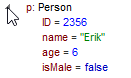 p: Person
ID = 2356
name = "Erik"
age = 6
isMale = false